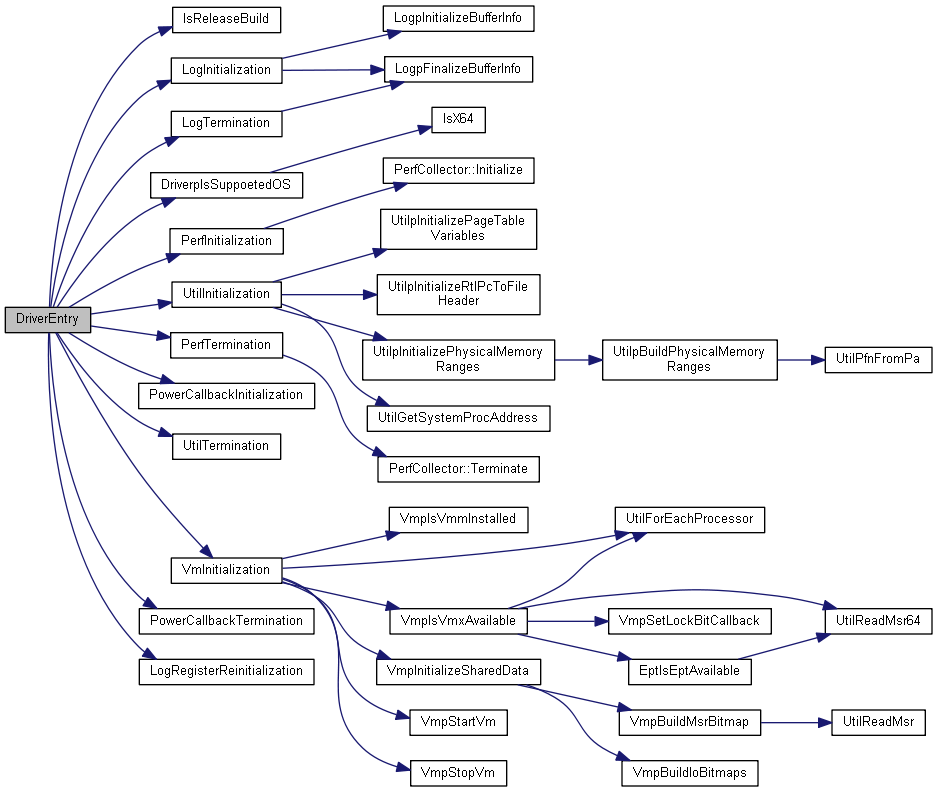 IsReleaseBuild
LogpInitializeBufferInfo
LogInitialization
LogpFinalizeBufferInfo
LogTermination
IsX64
DriverpIsSuppoetedOS
PerfCollector::Initialize
PerfInitialization
UtilpInitializePageTable
Variables
UtilInitialization
UtilpInitializeRtlPcToFile
Header
DriverEntry
PerfTermination
UtilpInitializePhysicalMemory
Ranges
UtilpBuildPhysicalMemory
Ranges
UtilPfnFromPa
PowerCallbackInitialization
UtilGetSystemProcAddress
UtilTermination
PerfCollector::Terminate
VmpIsVmmInstalled
UtilForEachProcessor
VmInitialization
PowerCallbackTermination
VmpIsVmxAvailable
VmpSetLockBitCallback
UtilReadMsr64
LogRegisterReinitialization
VmpInitializeSharedData
EptIsEptAvailable
VmpStartVm
VmpBuildMsrBitmap
UtilReadMsr
VmpStopVm
VmpBuildIoBitmaps